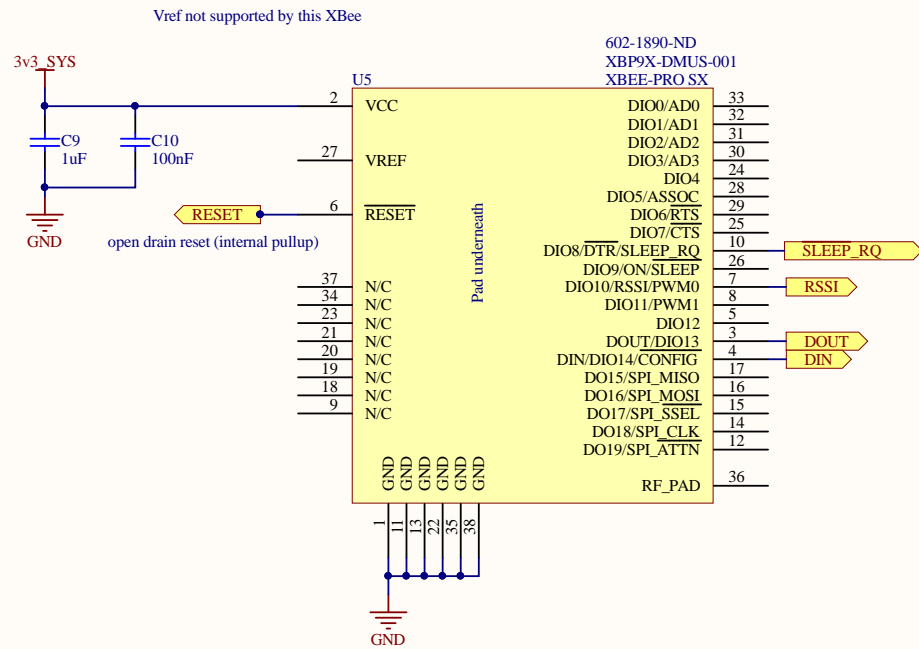 Vref not supported by this XBee
602-1890-ND
XBP9X-DMUS-001
XBEE-PRO SX
3v3_SYS
U5
C9
1uF
C10
100nF
GND
2 VCC
27 VREF
6 RESET
RESET
open drain reset (internal pullup)
37 N/C
34 N/C
23 N/C
21 N/C
20 N/C
19 N/C
18 N/C
9 N/C
Pad underneath
DIO0/AD0 33
DIO1/AD1 32
DIO2/AD2 31
DIO3/AD3 30
DIO4 24
DIO5/ASSOC 28
DIO6/RTS 29
DIO7/CTS 25
DIO8/DTR/SLEEP_RQ 10 SLEEP_RQ
DIO9/ON/SLEEP 26
DIO10/RSSI/PWM0 7 RSSI
DIO11/PWM1 8
DIO12 5
DOUT/DIO13 3 DOUT
DIN/DIO14/CONFIG 4 DIN
DO15/SPI_MISO 17
DO16/SPI_MOSI 16
DO17/SPI_SSEL 15
DO18/SPI_CLK 14
DO19/SPI_ATTN 12
RF_PAD 36
GND GND GND GND GND GND
1 11 13 22 35 38
GND